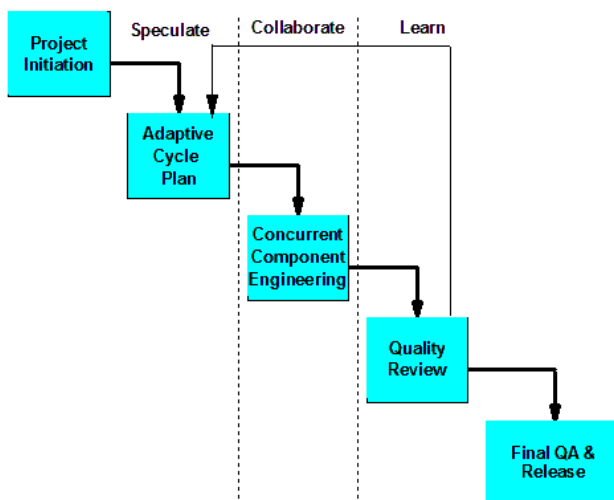 Speculate
Collaborate
Learn
Project
Initiation
Adaptive
Cycle
Plan
Concurrent
Component
Engineering
Quality
Review
Final QA &
Release